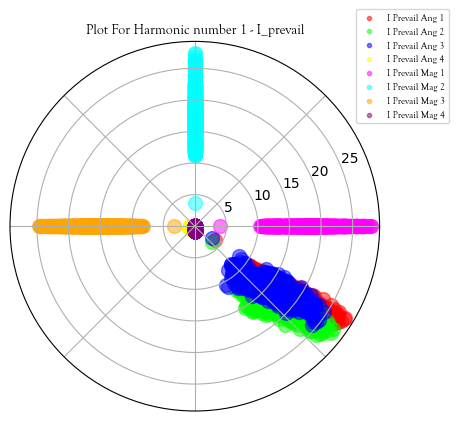 Plot For Harmonic number 1 - I_prevail
I Prevail Ang 1
I Prevail Ang 2
I Prevail Ang 3
I Prevail Ang 4
I Prevail Mag 1
I Prevail Mag 2
I Prevail Mag 3
I Prevail Mag 4
5
10
15
20
25